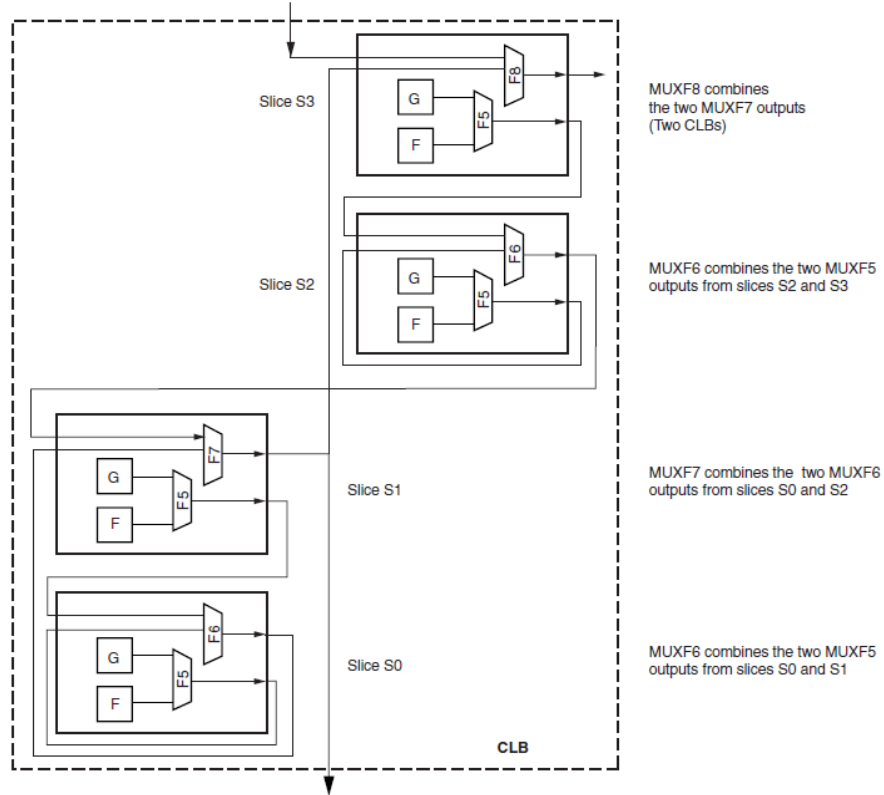 Slice S3
F8
G
F5
F
MUXF8 combines
the two MUXF7 outputs
(Two CLBs)
Slice S2
F6
G
F5
F
MUXF6 combines the two MUXF5
outputs from slices S2 and S3
F7
G
F5
F
Slice S1
MUXF7 combines the two MUXF6
outputs from slices S0 and S2
F6
G
F5
F
Slice S0
MUXF6 combines the two MUXF5
outputs from slices S0 and S1
CLB